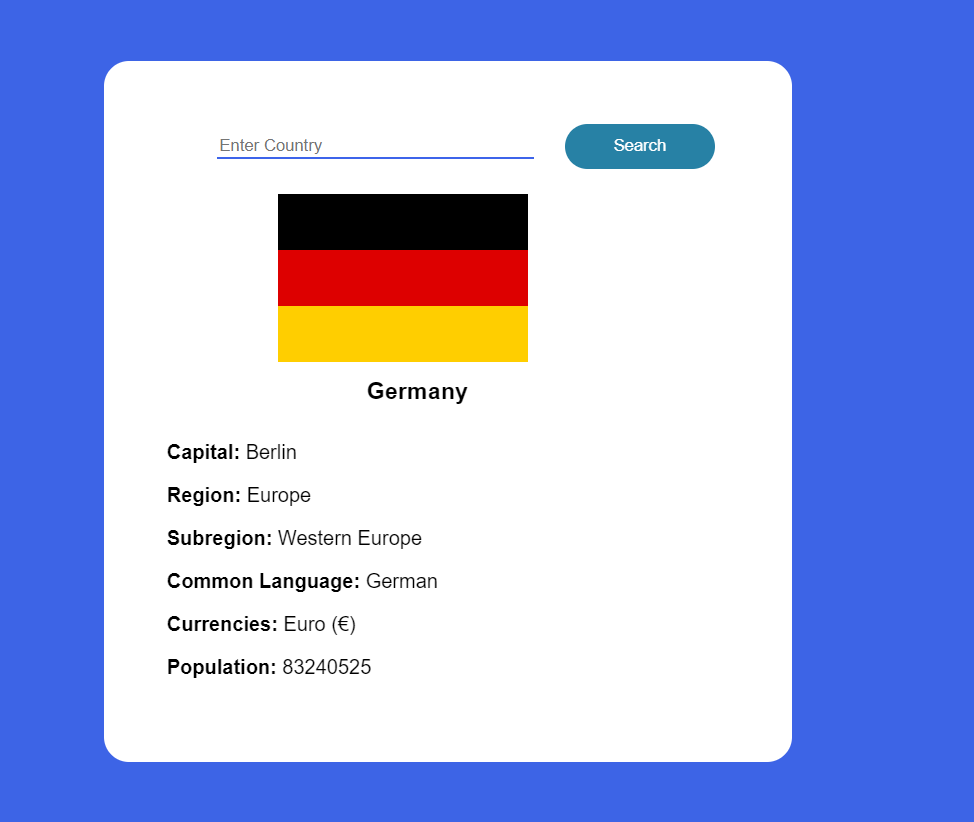 Enter Country Search
Germany
Capital: Berlin
Region: Europe
Subregion: Western Europe
Common Language: German
Currencies: Euro (€)
Population: 83240525